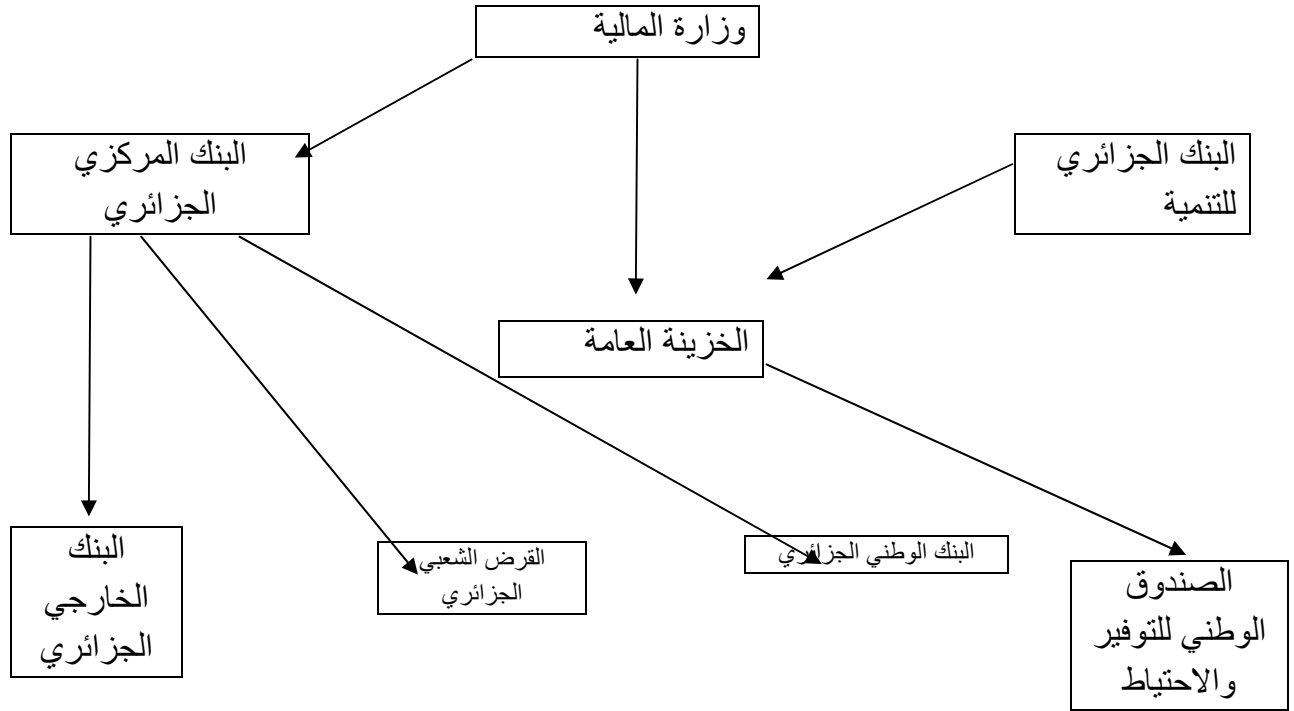 وزارة المالية
البنك المركزي
الجزائري
البنك الجزائري
للتنمية
الخزينة العامة
البنك
الخارجي
الجزائري
القرض الشعبي
الجزائري
البنك الوطني الجزائري
الصندوق
الوطني للتوفير
والاحتياط